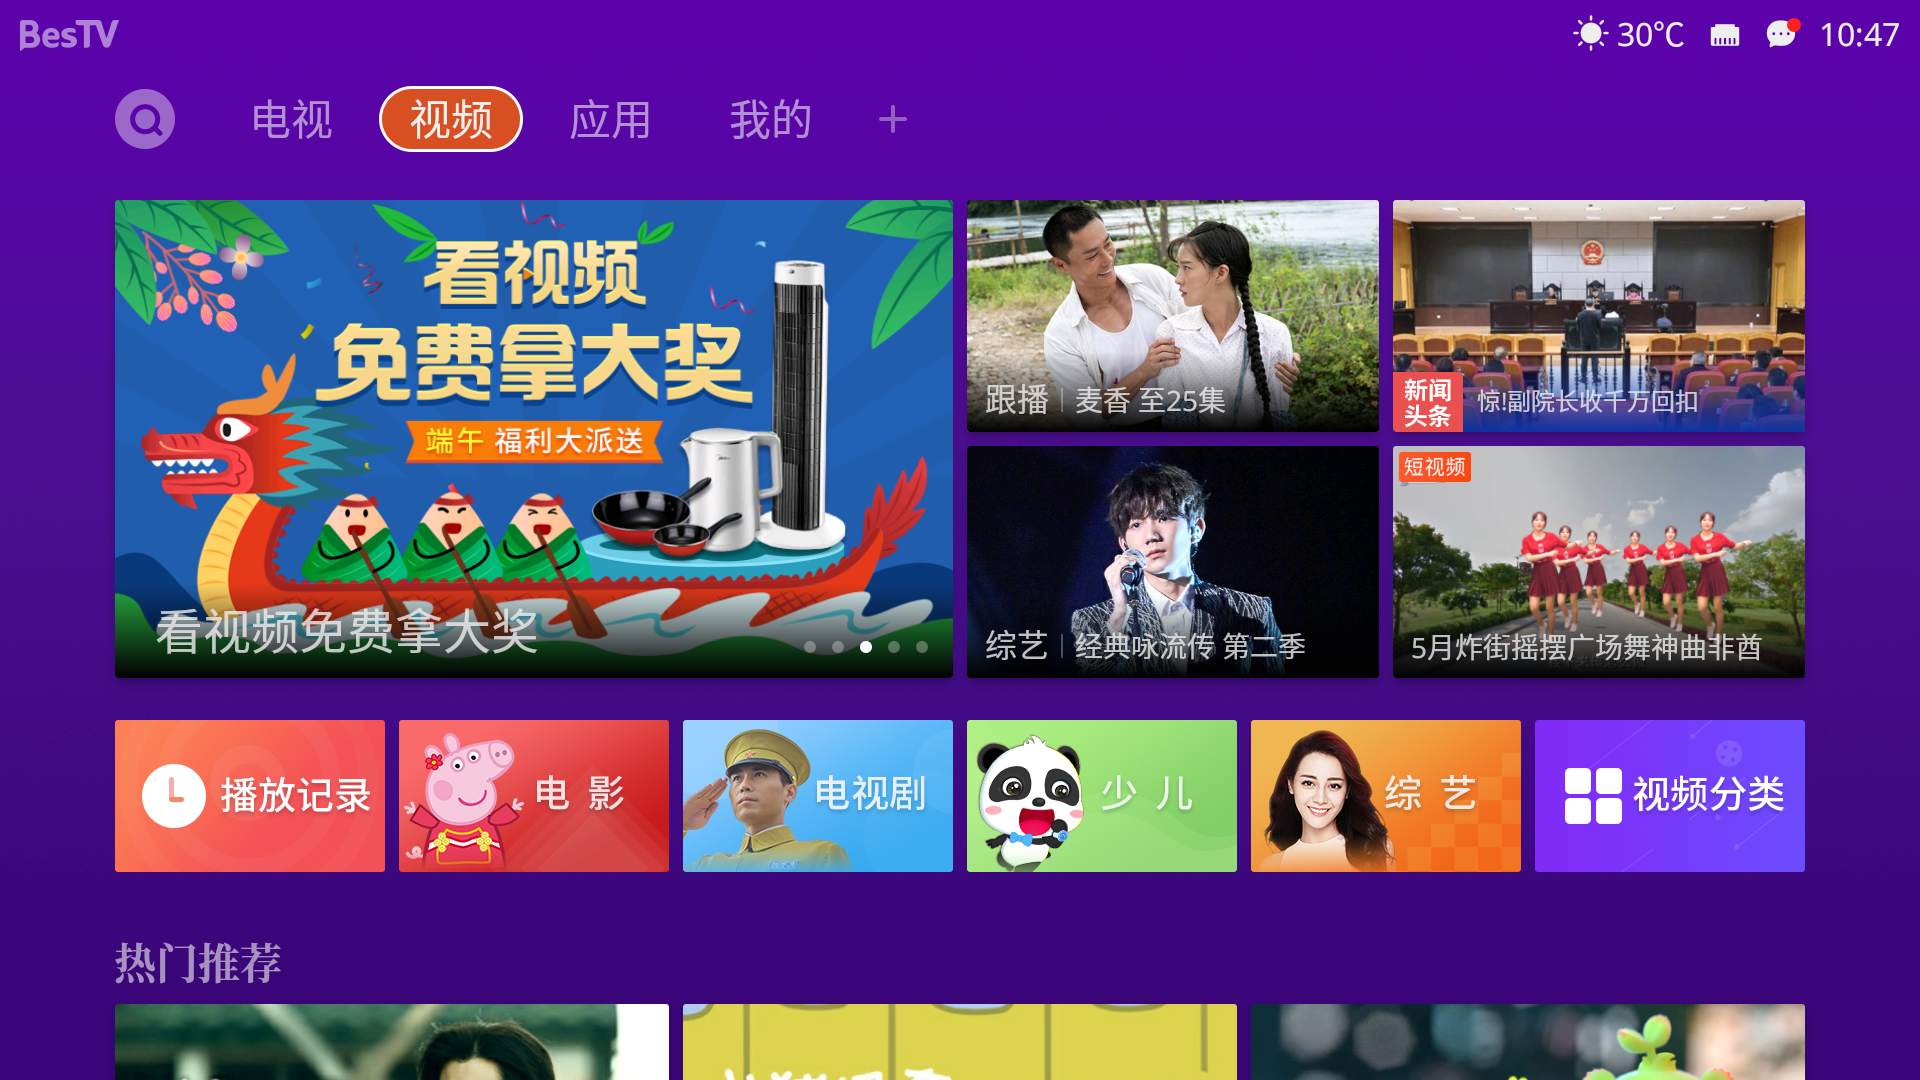 BesTV
30℃
10:47
电视
视频
应用
我的
看视频
免费拿大奖
端午 福利大派送
看视频免费拿大奖
跟播 麦香 至25集
新闻
头条
惊!副院长收千万回扣
综艺 经典咏流传 第二季
短视频
5月炸街摇摆广场舞神曲非酋
播放记录
电影
电视剧
少儿
综艺
视频分类
热门推荐